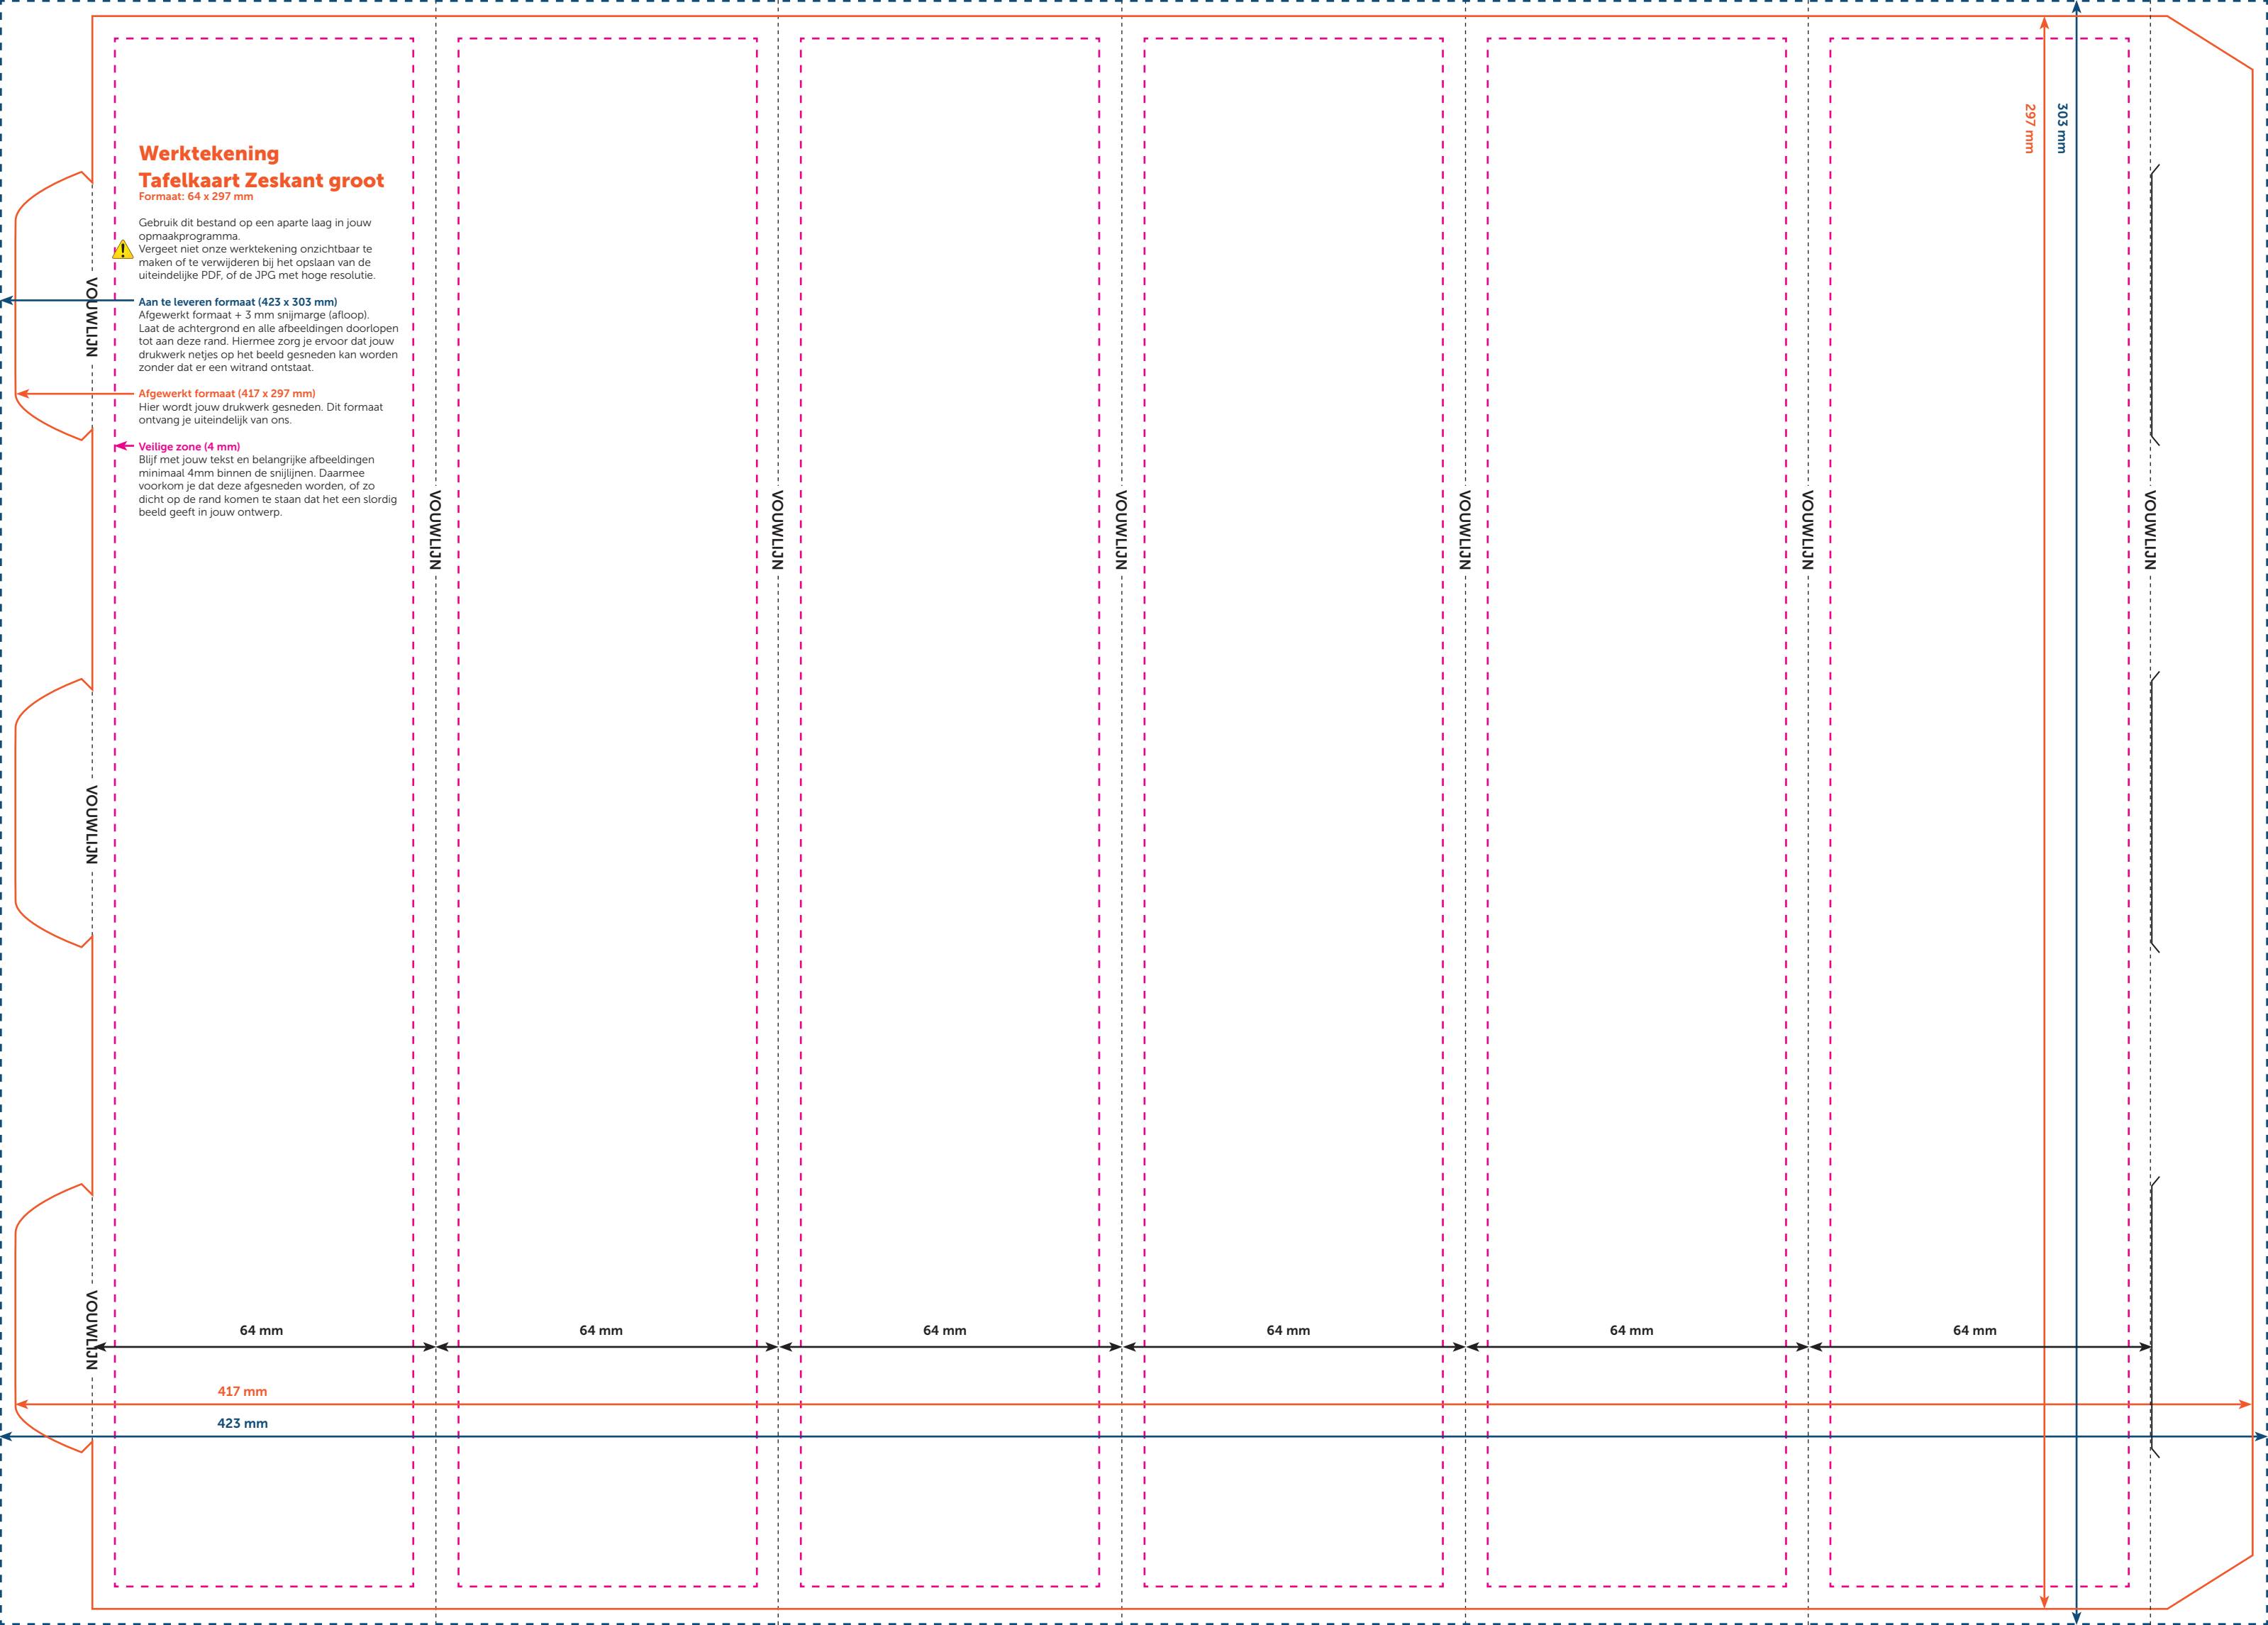 Werktekening
Tafelkaart Zeskant groot
Formaat: 64 x 297 mm
Gebruik dit bestand op een aparte laag in jouw
opmaakprogramma.
Vergeet niet onze werktekening onzichtbaar te
maken of te verwijderen bij het opslaan van de
uiteindelijke PDF, of de JPG met hoge resolutie.
Aan te leveren formaat (423 x 303 mm)
Afgewerkt formaat + 3 mm snijmarge (afloop).
Laat de achtergrond en alle afbeeldingen doorlopen
tot aan deze rand. Hiermee zorg je ervoor dat jouw
drukwerk netjes op het beeld gesneden kan worden
zonder dat er een witrand ontstaat.
Afgewerkt formaat (417 x 297 mm)
Hier wordt jouw drukwerk gesneden. Dit formaat
ontvang je uiteindelijk van ons.
Veilige zone (4 mm)
Blijf met jouw tekst en belangrijke afbeeldingen
minimaal 4mm binnen de snijlijnen. Daarmee
voorkom je dat deze afgesneden worden, of zo
dicht op de rand komen te staan dat het een slordig
beeld geeft in jouw ontwerp.
297 mm
303 mm
VOUWLIJN
VOUWLIJN
VOUWLIJN
VOUWLIJN
VOUWLIJN
VOUWLIJN
VOUWLIJN
VOUWLIJN
VOUWLIJN
64 mm
64 mm
64 mm
64 mm
64 mm
64 mm
417 mm
423 mm